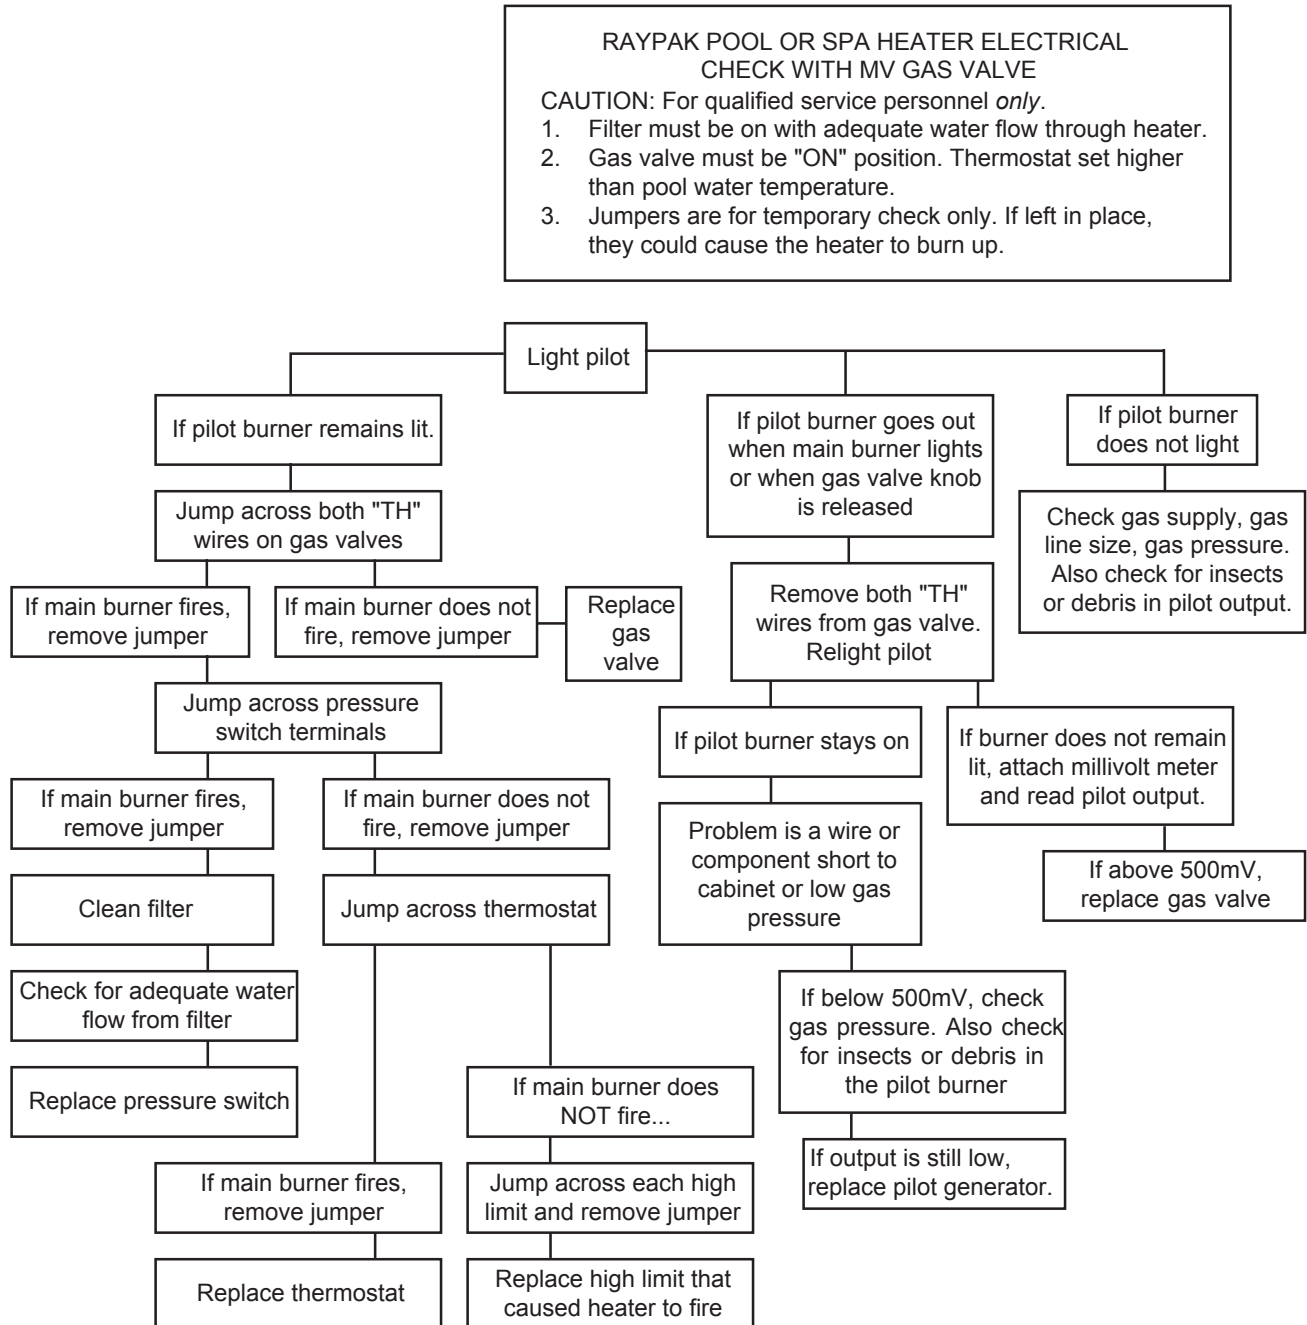 RAYPAK POOL OR SPA HEATER ELECTRICAL
CHECK WITH MV GAS VALVE
CAUTION: For qualified service personnel only.
1. Filter must be on with adequate water flow through heater.
2. Gas valve must be "ON" position. Thermostat set higher
than pool water temperature.
3. Jumpers are for temporary check only. If left in place,
they could cause the heater to burn up.
Light pilot
If pilot burner remains lit.
Jump across both "TH"
wires on gas valves
If main burner fires,
remove jumper
If main burner does not
fire, remove jumper
Replace
gas
valve
Jump across pressure
switch terminals
If main burner fires,
remove jumper
If main burner does not
fire, remove jumper
Clean filter
Jump across thermostat
Check for adequate water
flow from filter
Replace pressure switch
If main burner does
NOT fire...
If main burner fires,
remove jumper
Jump across each high
limit and remove jumper
Replace thermostat
Replace high limit that
caused heater to fire
If pilot burner goes out
when main burner lights
or when gas valve knob
is released
Remove both "TH"
wires from gas valve.
Relight pilot
If pilot burner stays on
If burner does not remain
lit, attach millivolt meter
and read pilot output.
Problem is a wire or
component short to
cabinet or low gas
pressure
If above 500mV,
replace gas valve
If below 500mV, check
gas pressure. Also check
for insects or debris in
the pilot burner
If output is still low,
replace pilot generator.
If pilot burner
does not light
Check gas supply, gas
line size, gas pressure.
Also check for insects
or debris in pilot output.